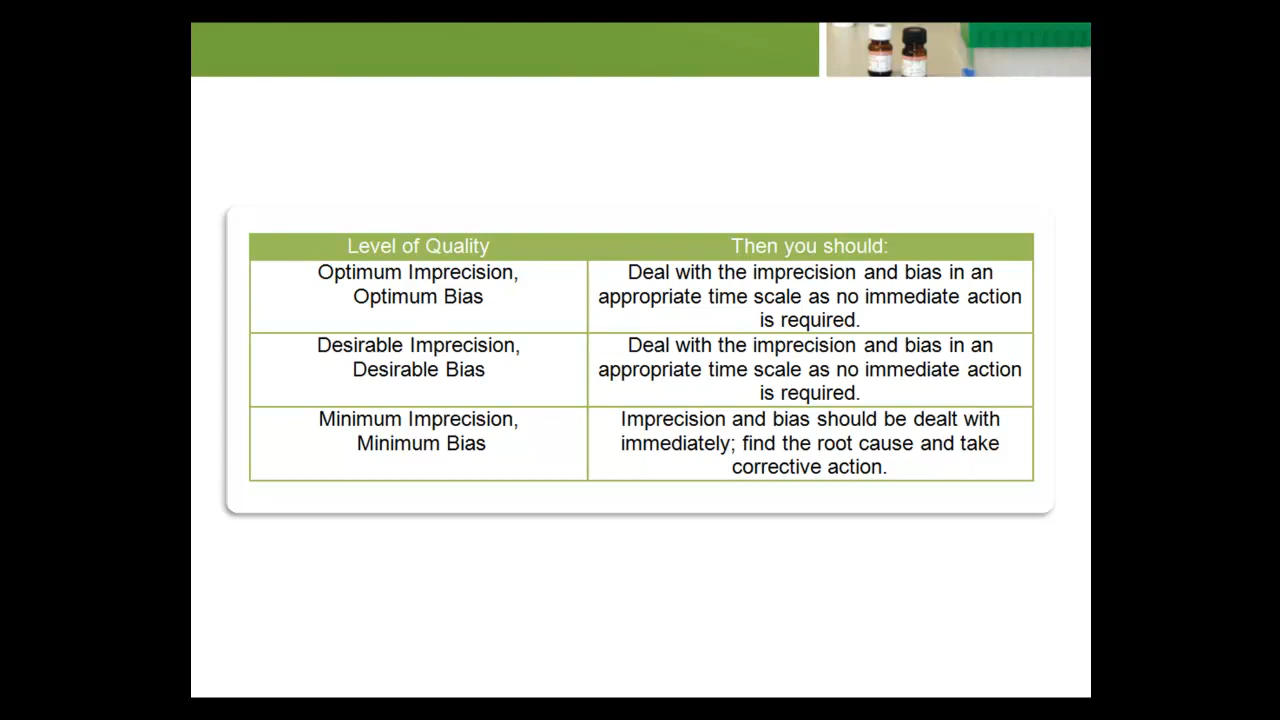 Level of Quality
Then you should:
Optimum Imprecision,
Optimum Bias
Deal with the imprecision and bias in an
appropriate time scale as no immediate action
is required.
Desirable Imprecision,
Desirable Bias
Deal with the imprecision and bias in an
appropriate time scale as no immediate action
is required.
Minimum Imprecision,
Minimum Bias
Imprecision and bias should be dealt with
immediately; find the root cause and take
corrective action.